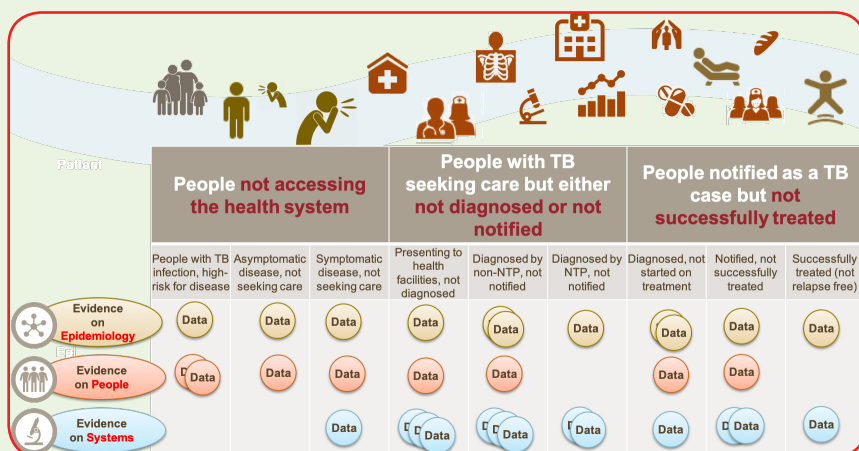 Patient
People not accessing
the health system
People with TB
seeking care but either
not diagnosed or not
notified
People notified as a TB
case but not
successfully treated
People with TB
infection, high-
risk for disease
Asymptomatic
disease, not
seeking care
Symptomatic
disease, not
seeking care
Presenting to
health
facilities, not
diagnosed
Diagnosed by
non-NTP, not
notified
Diagnosed by
NTP, not
notified
Diagnosed, not
started on
treatment
Notified, not
successfully
treated
Successfully
treated (not
relapse free)
Evidence
on
Epidemiology
Data Data Data Data Data Data Data Data Data
Epi
Evidence
on People
D Data Data Data Data Data Data Data
Evidence
on Systems
Data D Data D Data D Data Data D Data Data